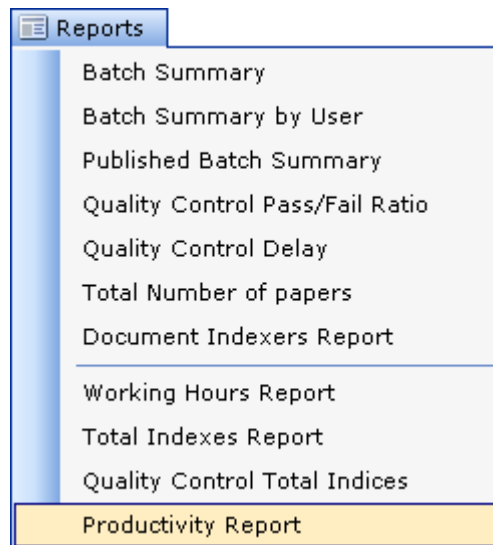 Reports
Batch Summary
Batch Summary by User
Published Batch Summary
Quality Control Pass/Fail Ratio
Quality Control Delay
Total Number of papers
Document Indexers Report
Working Hours Report
Total Indexes Report
Quality Control Total Indices
Productivity Report